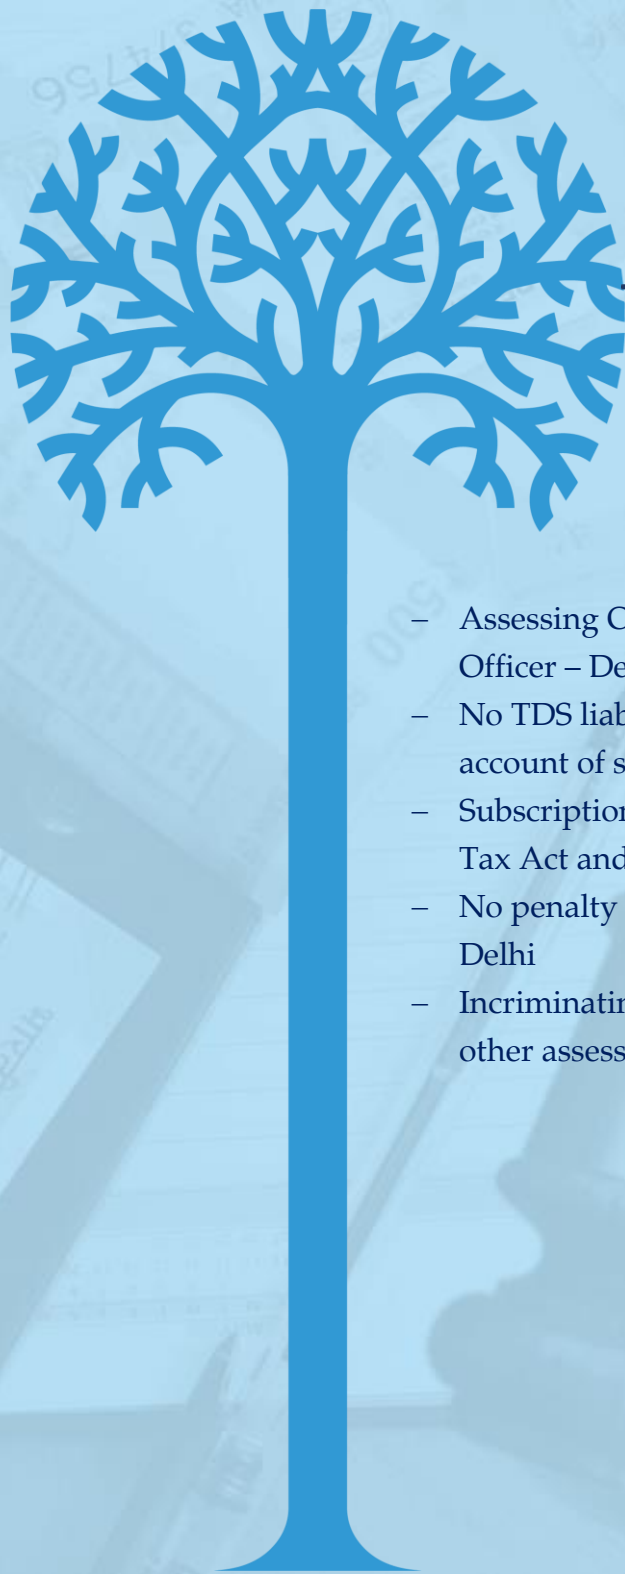 – Assessing O
Officer – De
– No TDS liab
account of s
– Subscription
Tax Act and
– No penalty
Delhi
– Incriminatin
other assess